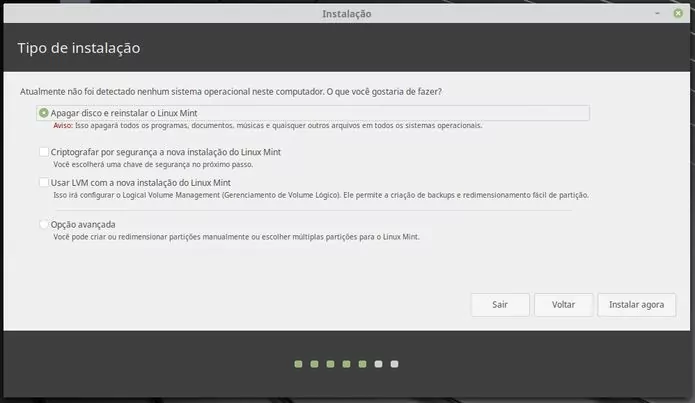 Instalação
Tipo de instalação
Atualmente não foi detectado nenhum sistema operacional neste computador. O que você gostaria de fazer?
Apagar disco e reinstalar o Linux Mint
Aviso: Isso apagará todos os programas, documentos, músicas e quaisquer outros arquivos em todos os sistemas operacionais.
Criptografar por segurança a nova instalação do Linux Mint
Você escolherá uma chave de segurança no próximo passo.
Usar LVM com a nova instalação do Linux Mint
Isso irá configurar o Logical Volume Management (Gerenciamento de Volume Lógico). Ele permite a criação de backups e redimensionamento fácil de partição.
Opção avançada
Você pode criar ou redimensionar partições manualmente ou escolher múltiplas partições para o Linux Mint.
Sair Voltar Instalar agora